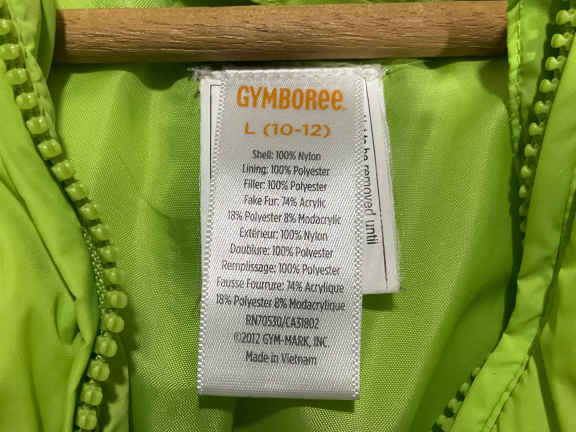 GYMBOREE
L (10-12)
Shell: 100% Nylon
Lining: 100% Polyester
Filler: 100% Polyester
Fake Fur: 74% Acrylic
18% Polyester 8% Modacrylic
Extérieur: 100% Nylon
Doublure: 100% Polyester
Remplissage: 100% Polyester
Fausse Fourrure: 74% Acrylique
18% Polyester 8% Modacrylique
RN70530/CA31802
©2012 GYM-MARK, INC.
Made in Vietnam
be removed until